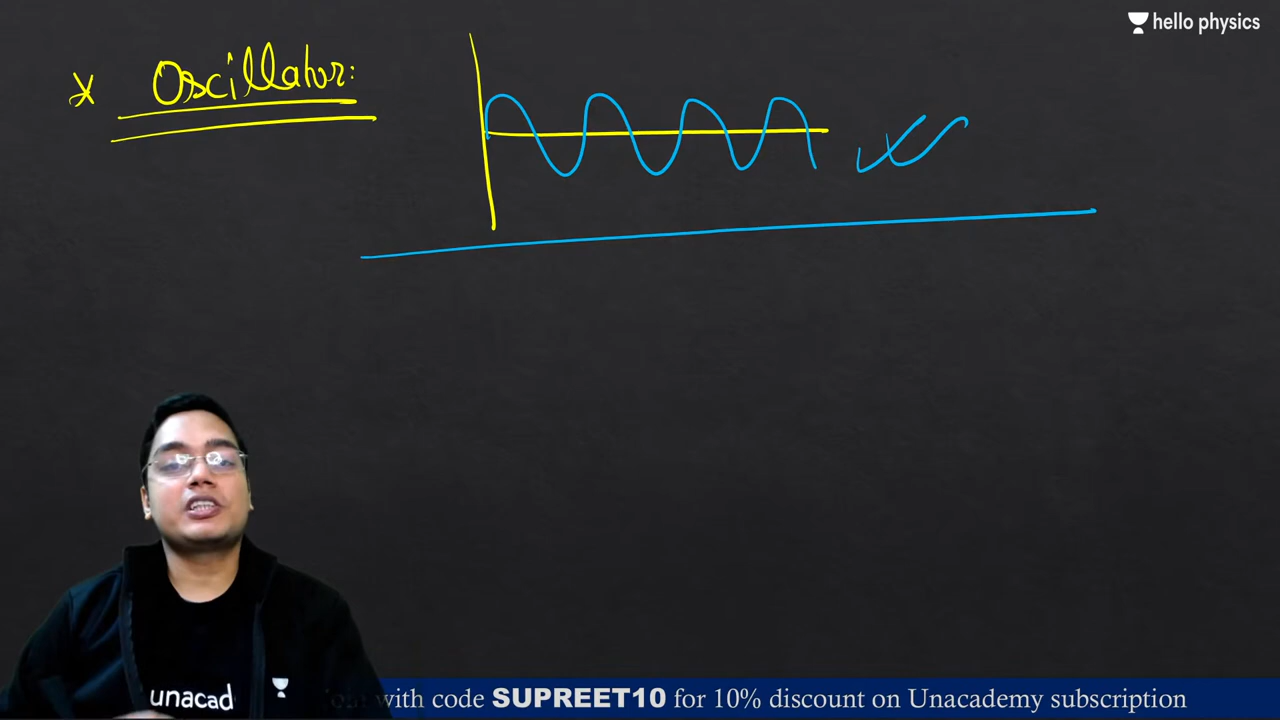 hello physics
* Oscillator:
unacad
with code SUPREET10 for 10% discount on Unacademy subscription